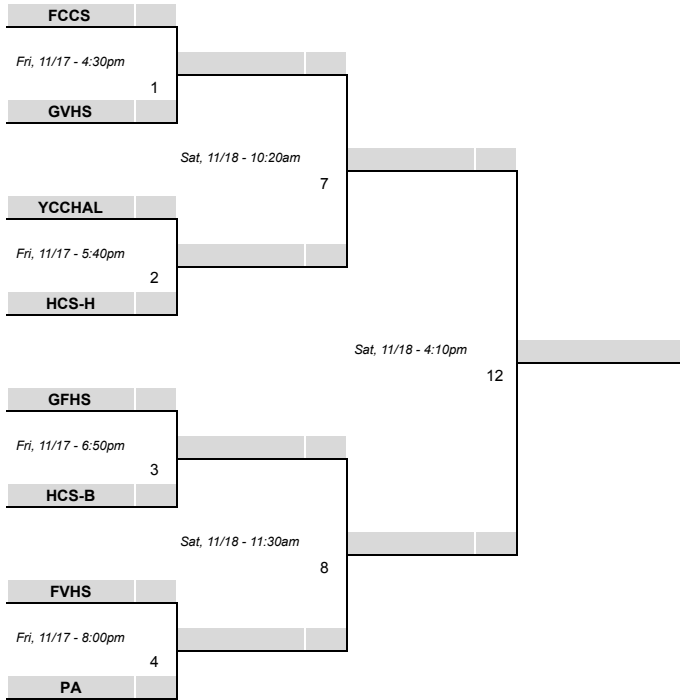 FCCS
Fri, 11/17 - 4:30pm
1
GVHS
Sat, 11/18 - 10:20am
7
YCCHAL
Fri, 11/17 - 5:40pm
2
HCS-H
Sat, 11/18 - 4:10pm
12
GFHS
Fri, 11/17 - 6:50pm
3
HCS-B
Sat, 11/18 - 11:30am
8
FVHS
Fri, 11/17 - 8:00pm
4
PA